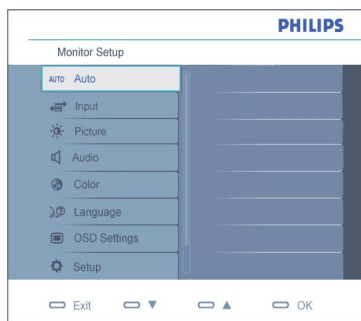 PHILIPS
Monitor Setup
AUTO Auto
Input
Picture
Audio
Color
Language
OSD Settings
Setup
Exit ▼ ▲ OK